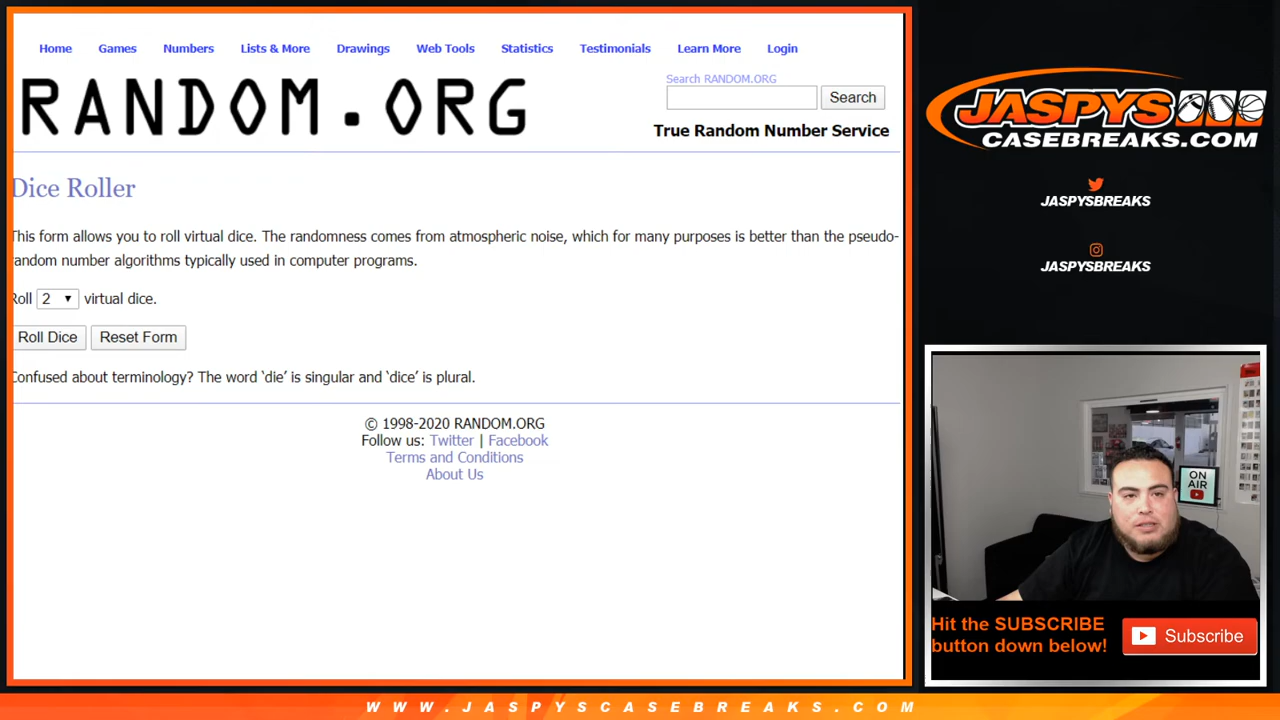 Home Games Numbers Lists & More Drawings Web Tools Statistics Testimonials Learn More Login
RANDOM.ORG
Search RANDOM.ORG
Search
True Random Number Service
Dice Roller
This form allows you to roll virtual dice. The randomness comes from atmospheric noise, which for many purposes is better than the pseudo-
random number algorithms typically used in computer programs.
Roll 2 virtual dice.
Roll Dice Reset Form
Confused about terminology? The word ‘die’ is singular and ‘dice’ is plural.
© 1998-2020 RANDOM.ORG
Follow us: Twitter | Facebook
Terms and Conditions
About Us
JASPYS
CASEBREAKS.COM
JASPYSBREAKS
JASPYSBREAKS
ON
AIR
Hit the SUBSCRIBE
button down below!
Subscribe
WWW.JASPYSCASEBREAKS.COM